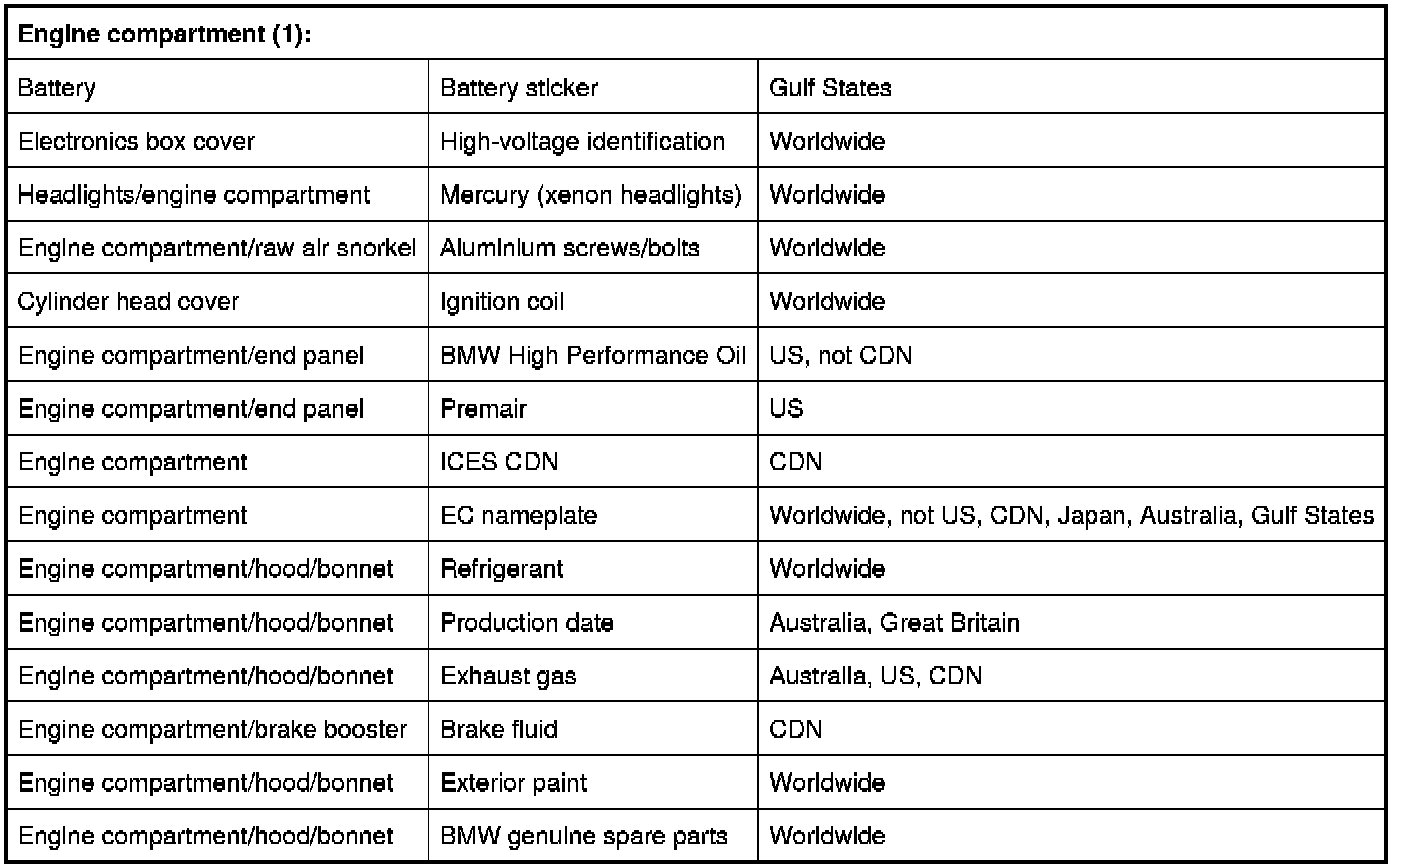 Engine compartment (1):
Battery Battery sticker Gulf States
Electronics box cover High-voltage identification Worldwide
Headlights/engine compartment Mercury (xenon headlights) Worldwide
Engine compartment/raw air snorkel Aluminium screws/bolts Worldwide
Cylinder head cover Ignition coil Worldwide
Engine compartment/end panel BMW High Performance Oil US, not CDN
Engine compartment/end panel Premair US
Engine compartment ICES CDN CDN
Engine compartment EC nameplate Worldwide, not US, CDN, Japan, Australia, Gulf States
Engine compartment/hood/bonnet Refrigerant Worldwide
Engine compartment/hood/bonnet Production date Australia, Great Britain
Engine compartment/hood/bonnet Exhaust gas Australia, US, CDN
Engine compartment/brake booster Brake fluid CDN
Engine compartment/hood/bonnet Exterior paint Worldwide
Engine compartment/hood/bonnet BMW genuine spare parts Worldwide